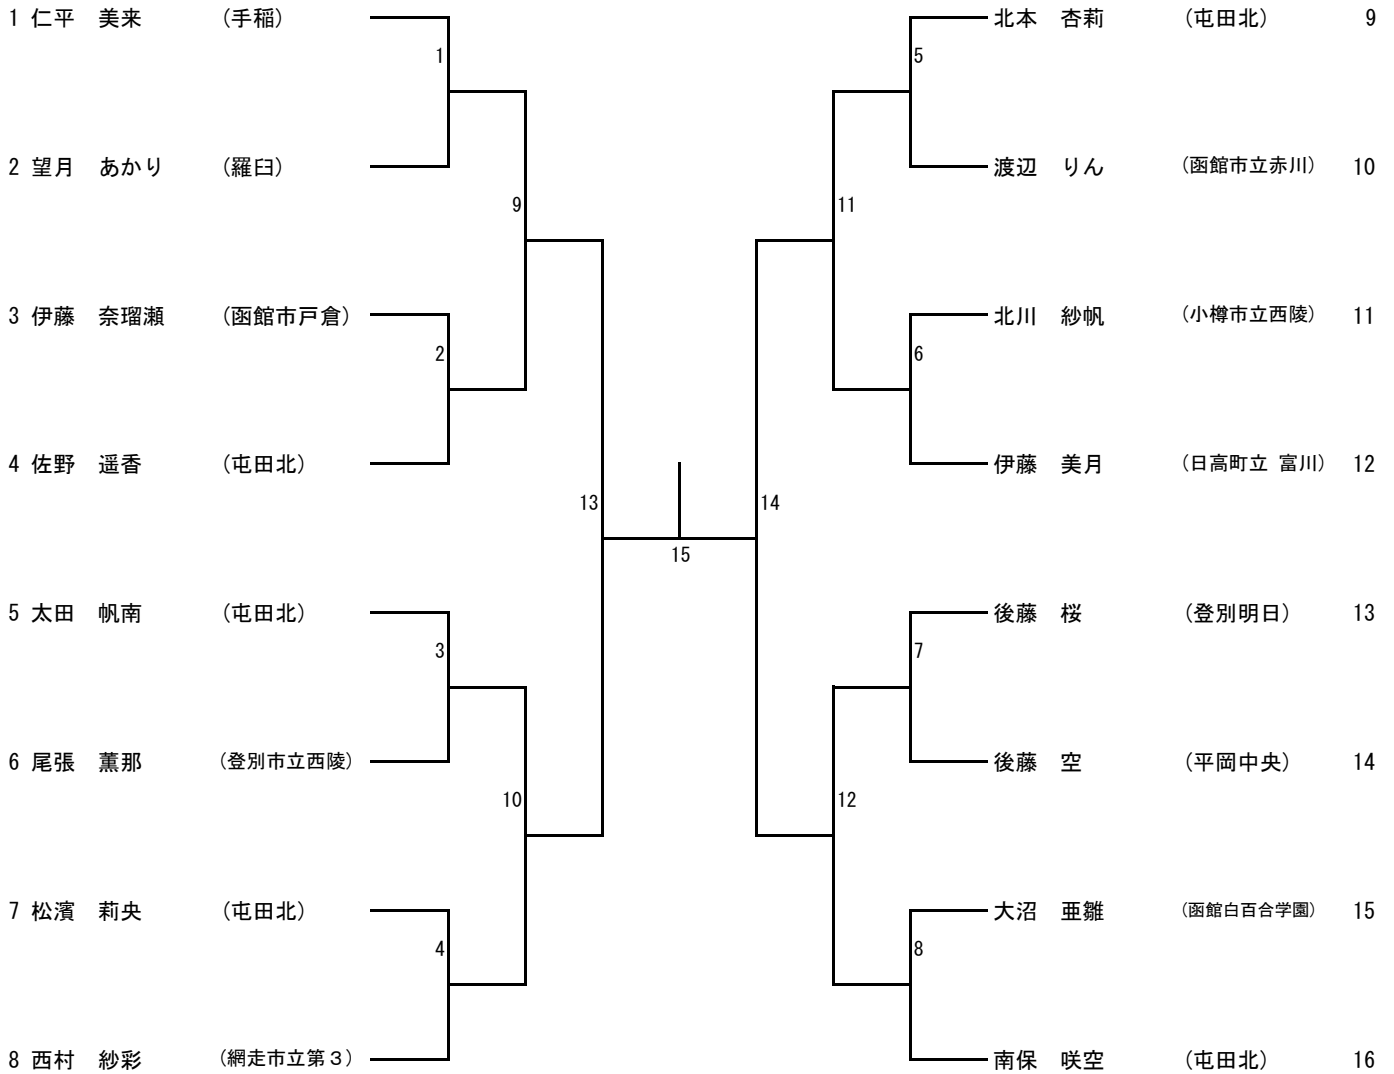 1 仁平　美来　（手稲）
1
2 望月　あかり　（羅臼）
9
3 伊藤　奈瑠瀬　（函館市戸倉）
2
4 佐野　遥香　（屯田北）
13
5 太田　帆南　（屯田北）
3
6 尾張　薫那　（登別市立西陵）
10
7 松濱　莉央　（屯田北）
4
8 西村　紗彩　（網走市立第３）
15
北本　杏莉　（屯田北）　9
5
渡辺　りん　（函館市立赤川）　10
11
北川　紗帆　（小樽市立西陵）　11
6
伊藤　美月　（日高町立 富川）　12
14
後藤　桜　（登別明日）　13
7
後藤　空　（平岡中央）　14
12
大沼　亜雛　（函館白百合学園）　15
8
南保　咲空　（屯田北）　16